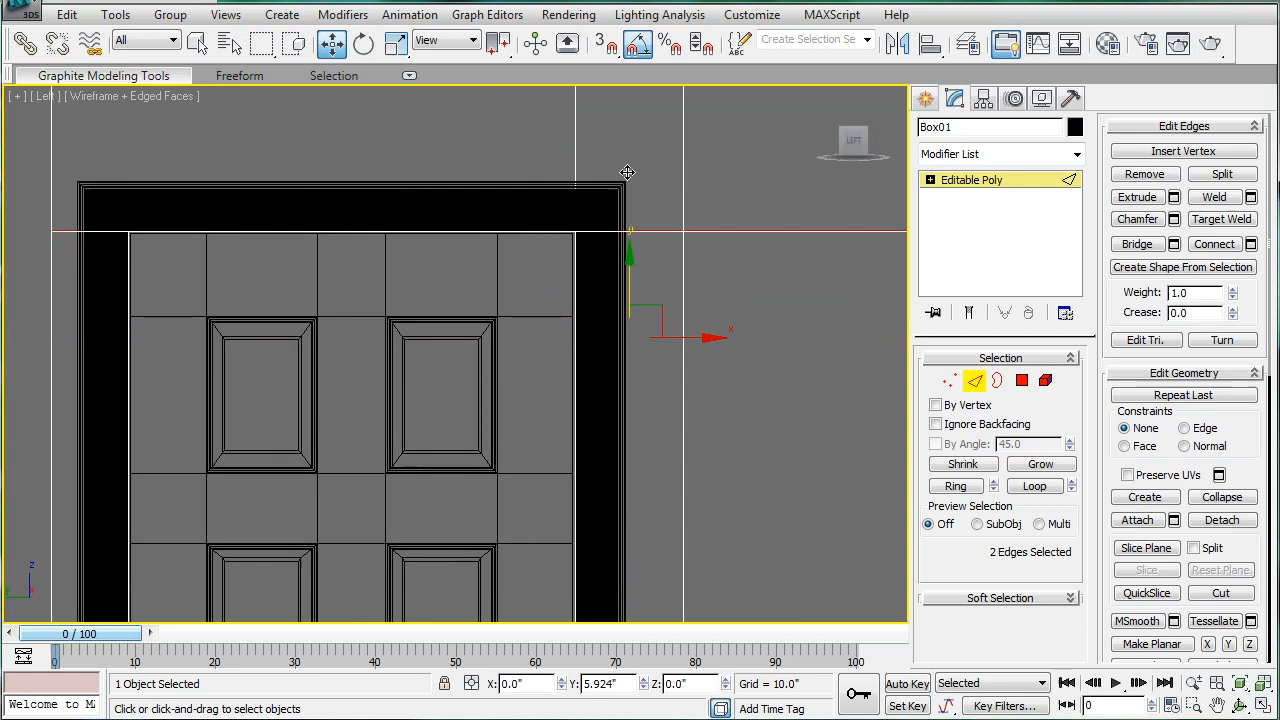 3DS Edit Tools Group Views Create Modifiers Animation Graph Editors Rendering Lighting Analysis Customize MAXScript Help
All View 3 Create Selection Se
Graphite Modeling Tools Freeform Selection
[ + ] [ Left ] [ Wireframe + Edged Faces ]
LEFT
y
x
z
x
Box01
Modifier List
Editable Poly
Selection
By Vertex
Ignore Backfacing
By Angle: 45.0
Shrink Grow
Ring Loop
Preview Selection
Off SubObj Multi
2 Edges Selected
Soft Selection
Edit Edges
Insert Vertex
Remove Split
Extrude Weld
Chamfer Target Weld
Bridge Connect
Create Shape From Selection
Weight: 1.0
Crease: 0.0
Edit Tri. Turn
Edit Geometry
Repeat Last
Constraints
None Edge
Face Normal
Preserve UVs
Create Collapse
Attach Detach
Slice Plane Split
Slice Reset Plane
QuickSlice Cut
MSmooth Tessellate
Make Planar X Y Z
0 / 100
0 10 20 30 40 50 60 70 80 90 100
1 Object Selected X: 0.0" Y: 5.924" Z: 0.0" Grid = 10.0" Auto Key Selected
Welcome to M Click or click-and-drag to select objects Add Time Tag Set Key Key Filters... 0